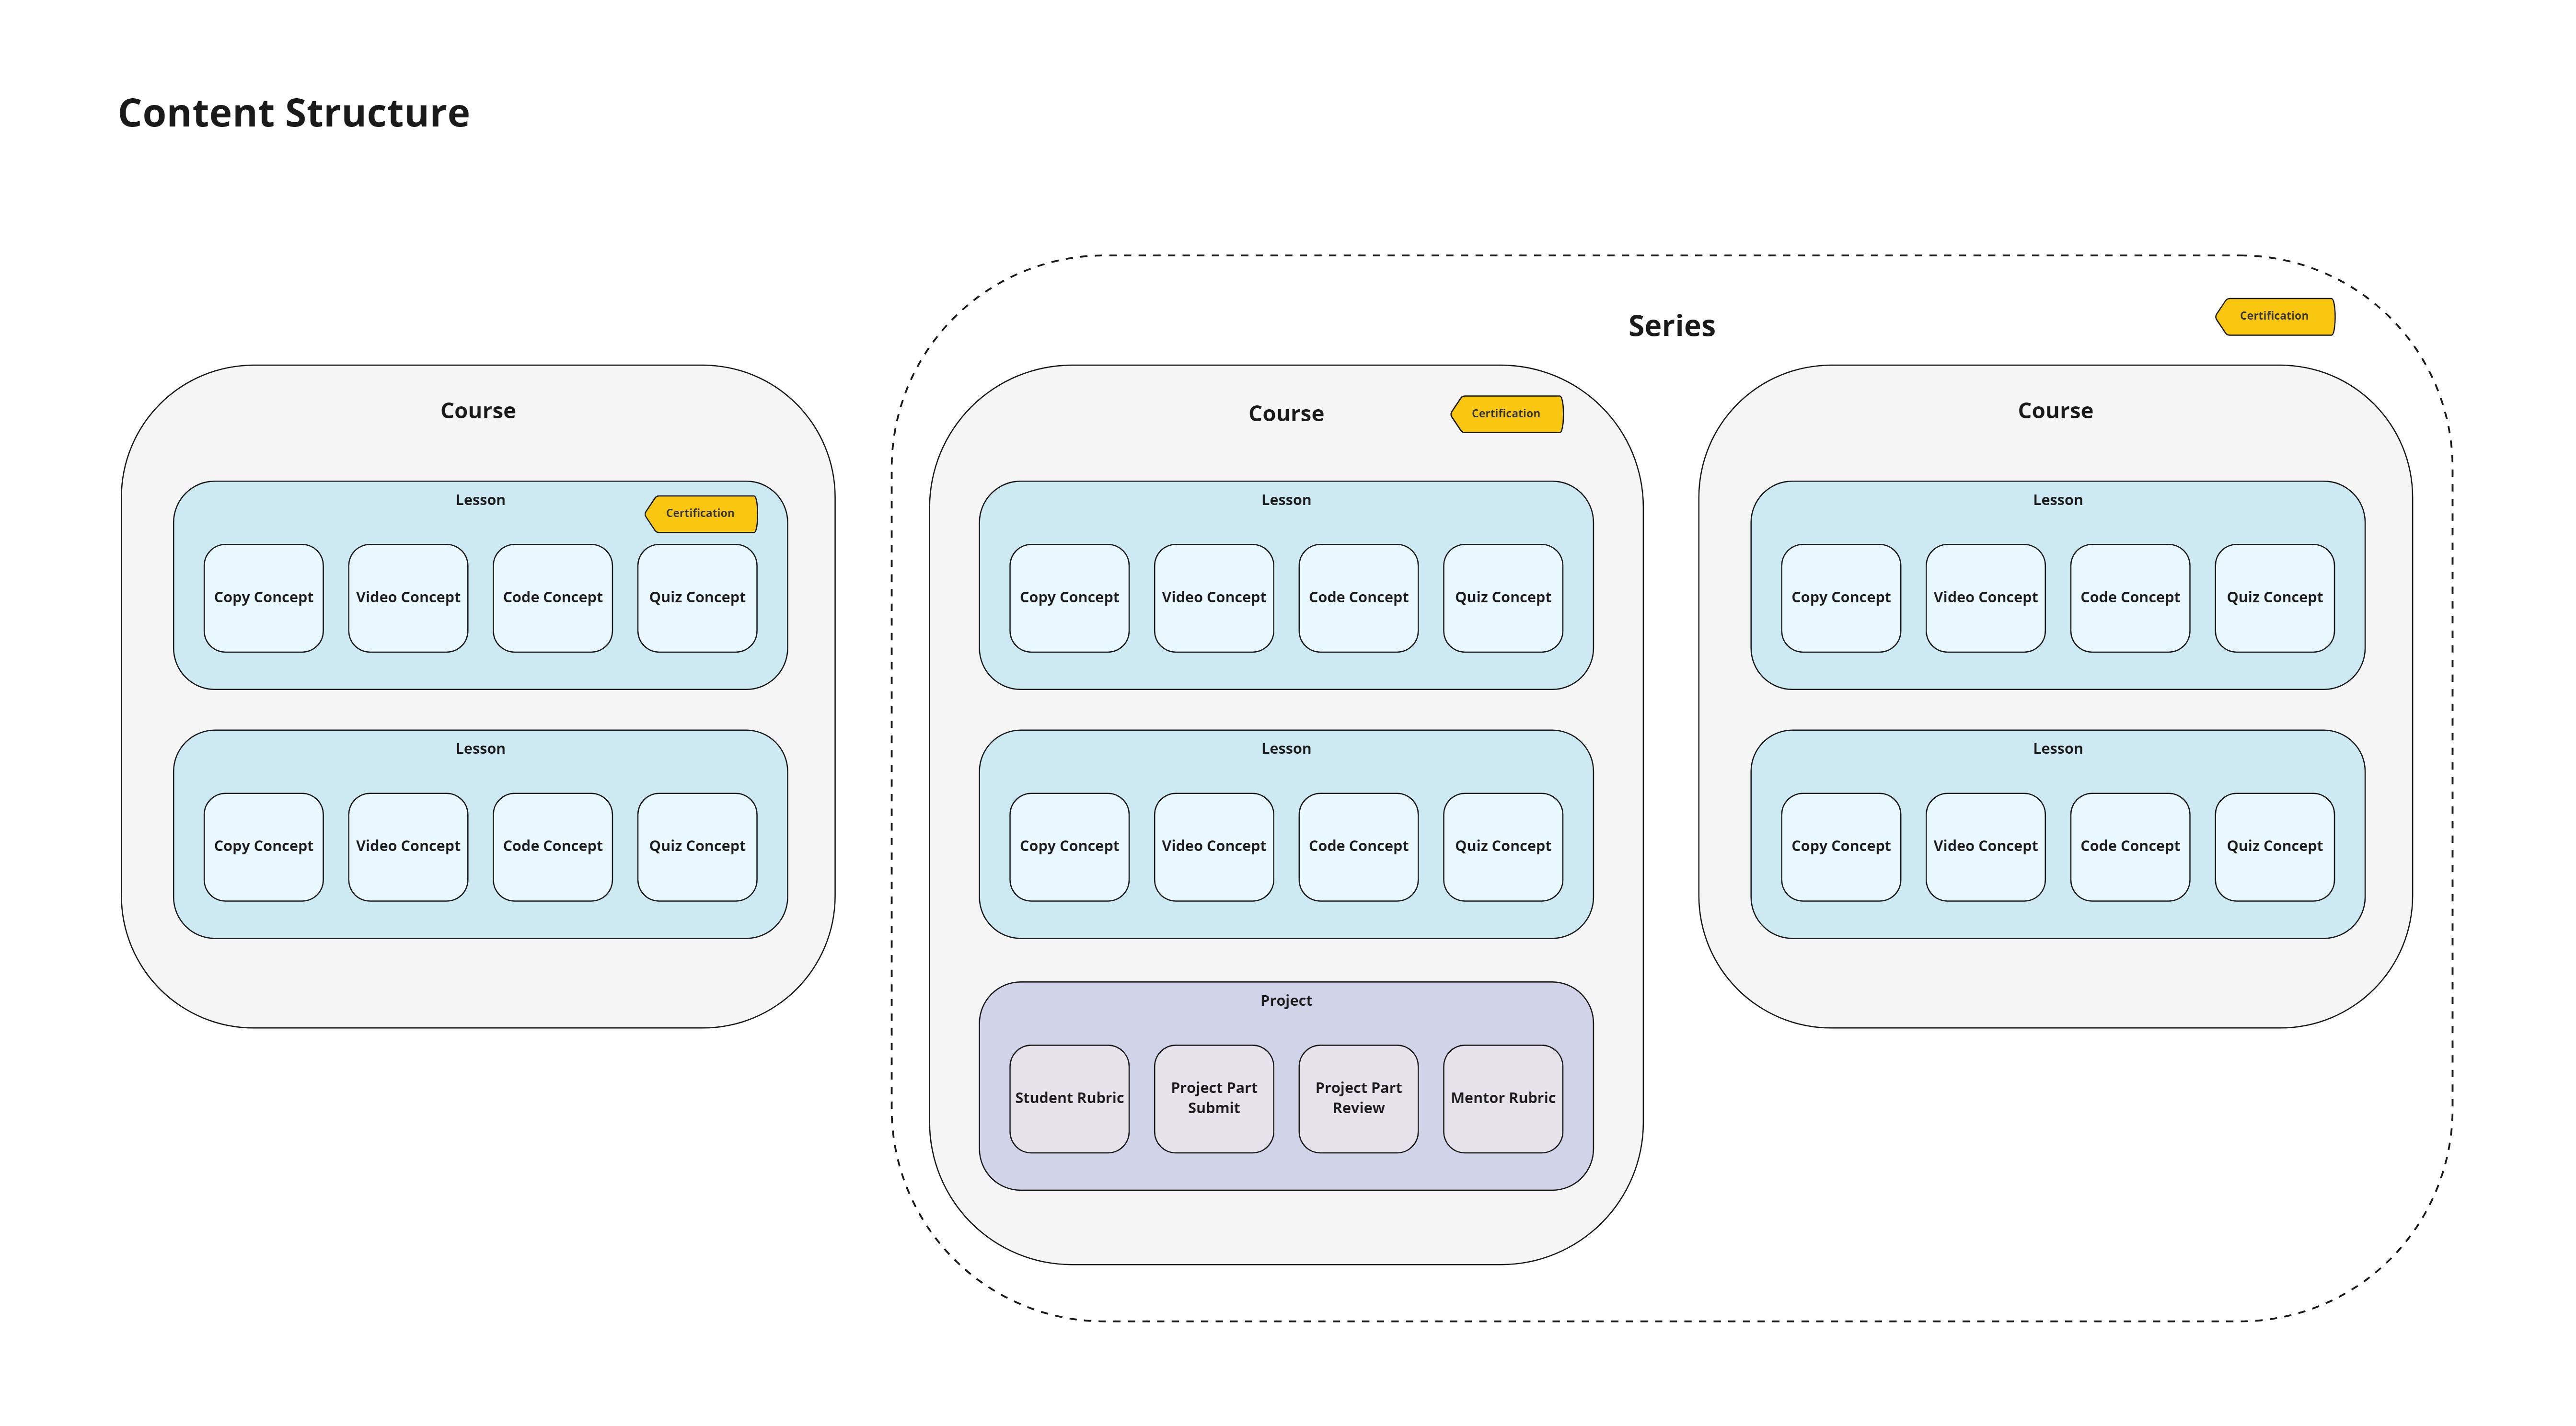 Content Structure
Series
Certification
Course
Lesson
Certification
Copy Concept
Video Concept
Code Concept
Quiz Concept
Lesson
Copy Concept
Video Concept
Code Concept
Quiz Concept
Course
Certification
Lesson
Copy Concept
Video Concept
Code Concept
Quiz Concept
Lesson
Copy Concept
Video Concept
Code Concept
Quiz Concept
Project
Student Rubric
Project Part
Submit
Project Part
Review
Mentor Rubric
Course
Lesson
Copy Concept
Video Concept
Code Concept
Quiz Concept
Lesson
Copy Concept
Video Concept
Code Concept
Quiz Concept